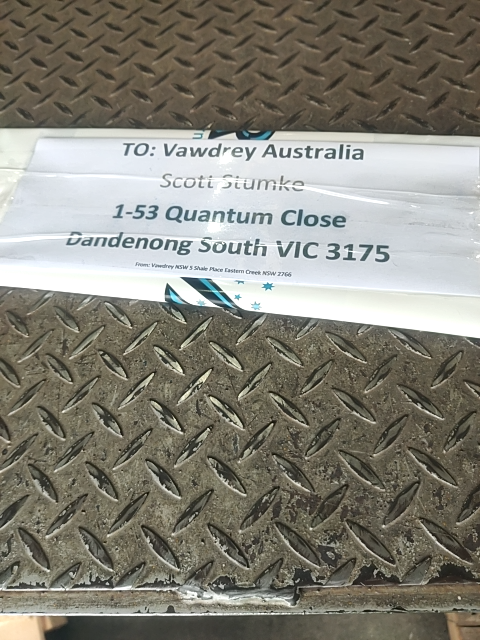 TO: Vawdrey Australia
Scott Stumke
1-53 Quantum Close
Dandenong South VIC 3175
From: Vawdrey NSW 5 Shale Place Eastern Creek NSW 2766